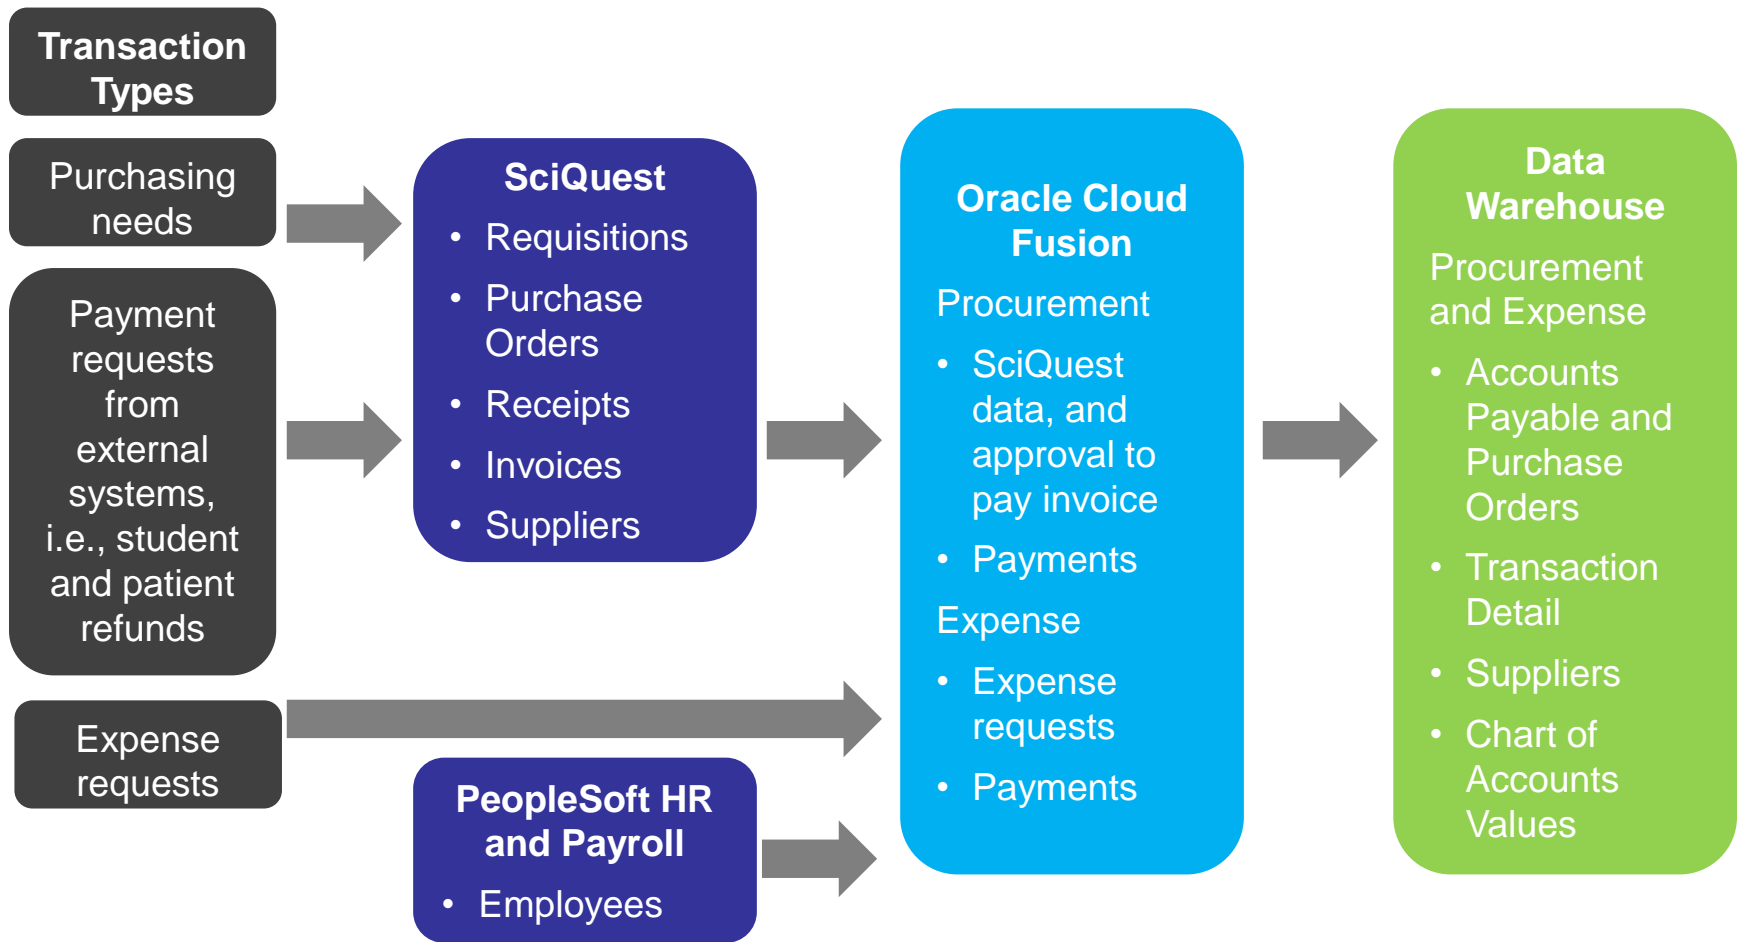 Transaction
Types
Purchasing
needs
Payment
requests
from
external
systems,
i.e., student
and patient
refunds
Expense
requests
SciQuest
• Requisitions
• Purchase
Orders
• Receipts
• Invoices
• Suppliers
PeopleSoft HR
and Payroll
• Employees
Oracle Cloud
Fusion
Procurement
• SciQuest
data, and
approval to
pay invoice
• Payments
Expense
• Expense
requests
• Payments
Data
Warehouse
Procurement
and Expense
• Accounts
Payable and
Purchase
Orders
• Transaction
Detail
• Suppliers
• Chart of
Accounts
Values